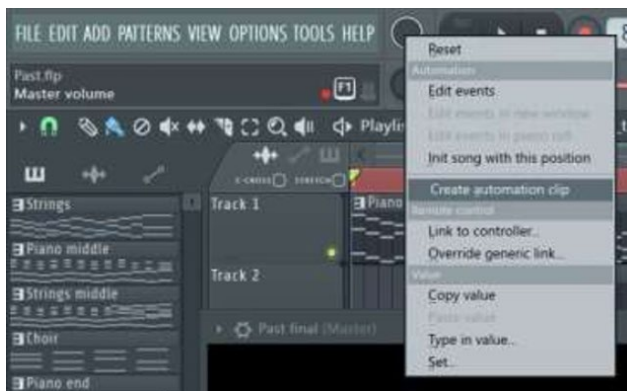 FILE EDIT ADD PATTERNS VIEW OPTIONS TOOLS HELP
Past.flp
Master volume
F1
Playlis
Strings
Piano middle
Strings middle
Choir
Piano end
E-CROSS STRETCH
Track 1
Piano
Track 2
Past final (Master)
Reset
Automation
Edit events
Edit events in new window
Edit events in piano roll
Init song with this position
Create automation clip
Remote control
Link to controller..
Override generic link..
Value
Copy value
Paste value
Type in value..
Set..